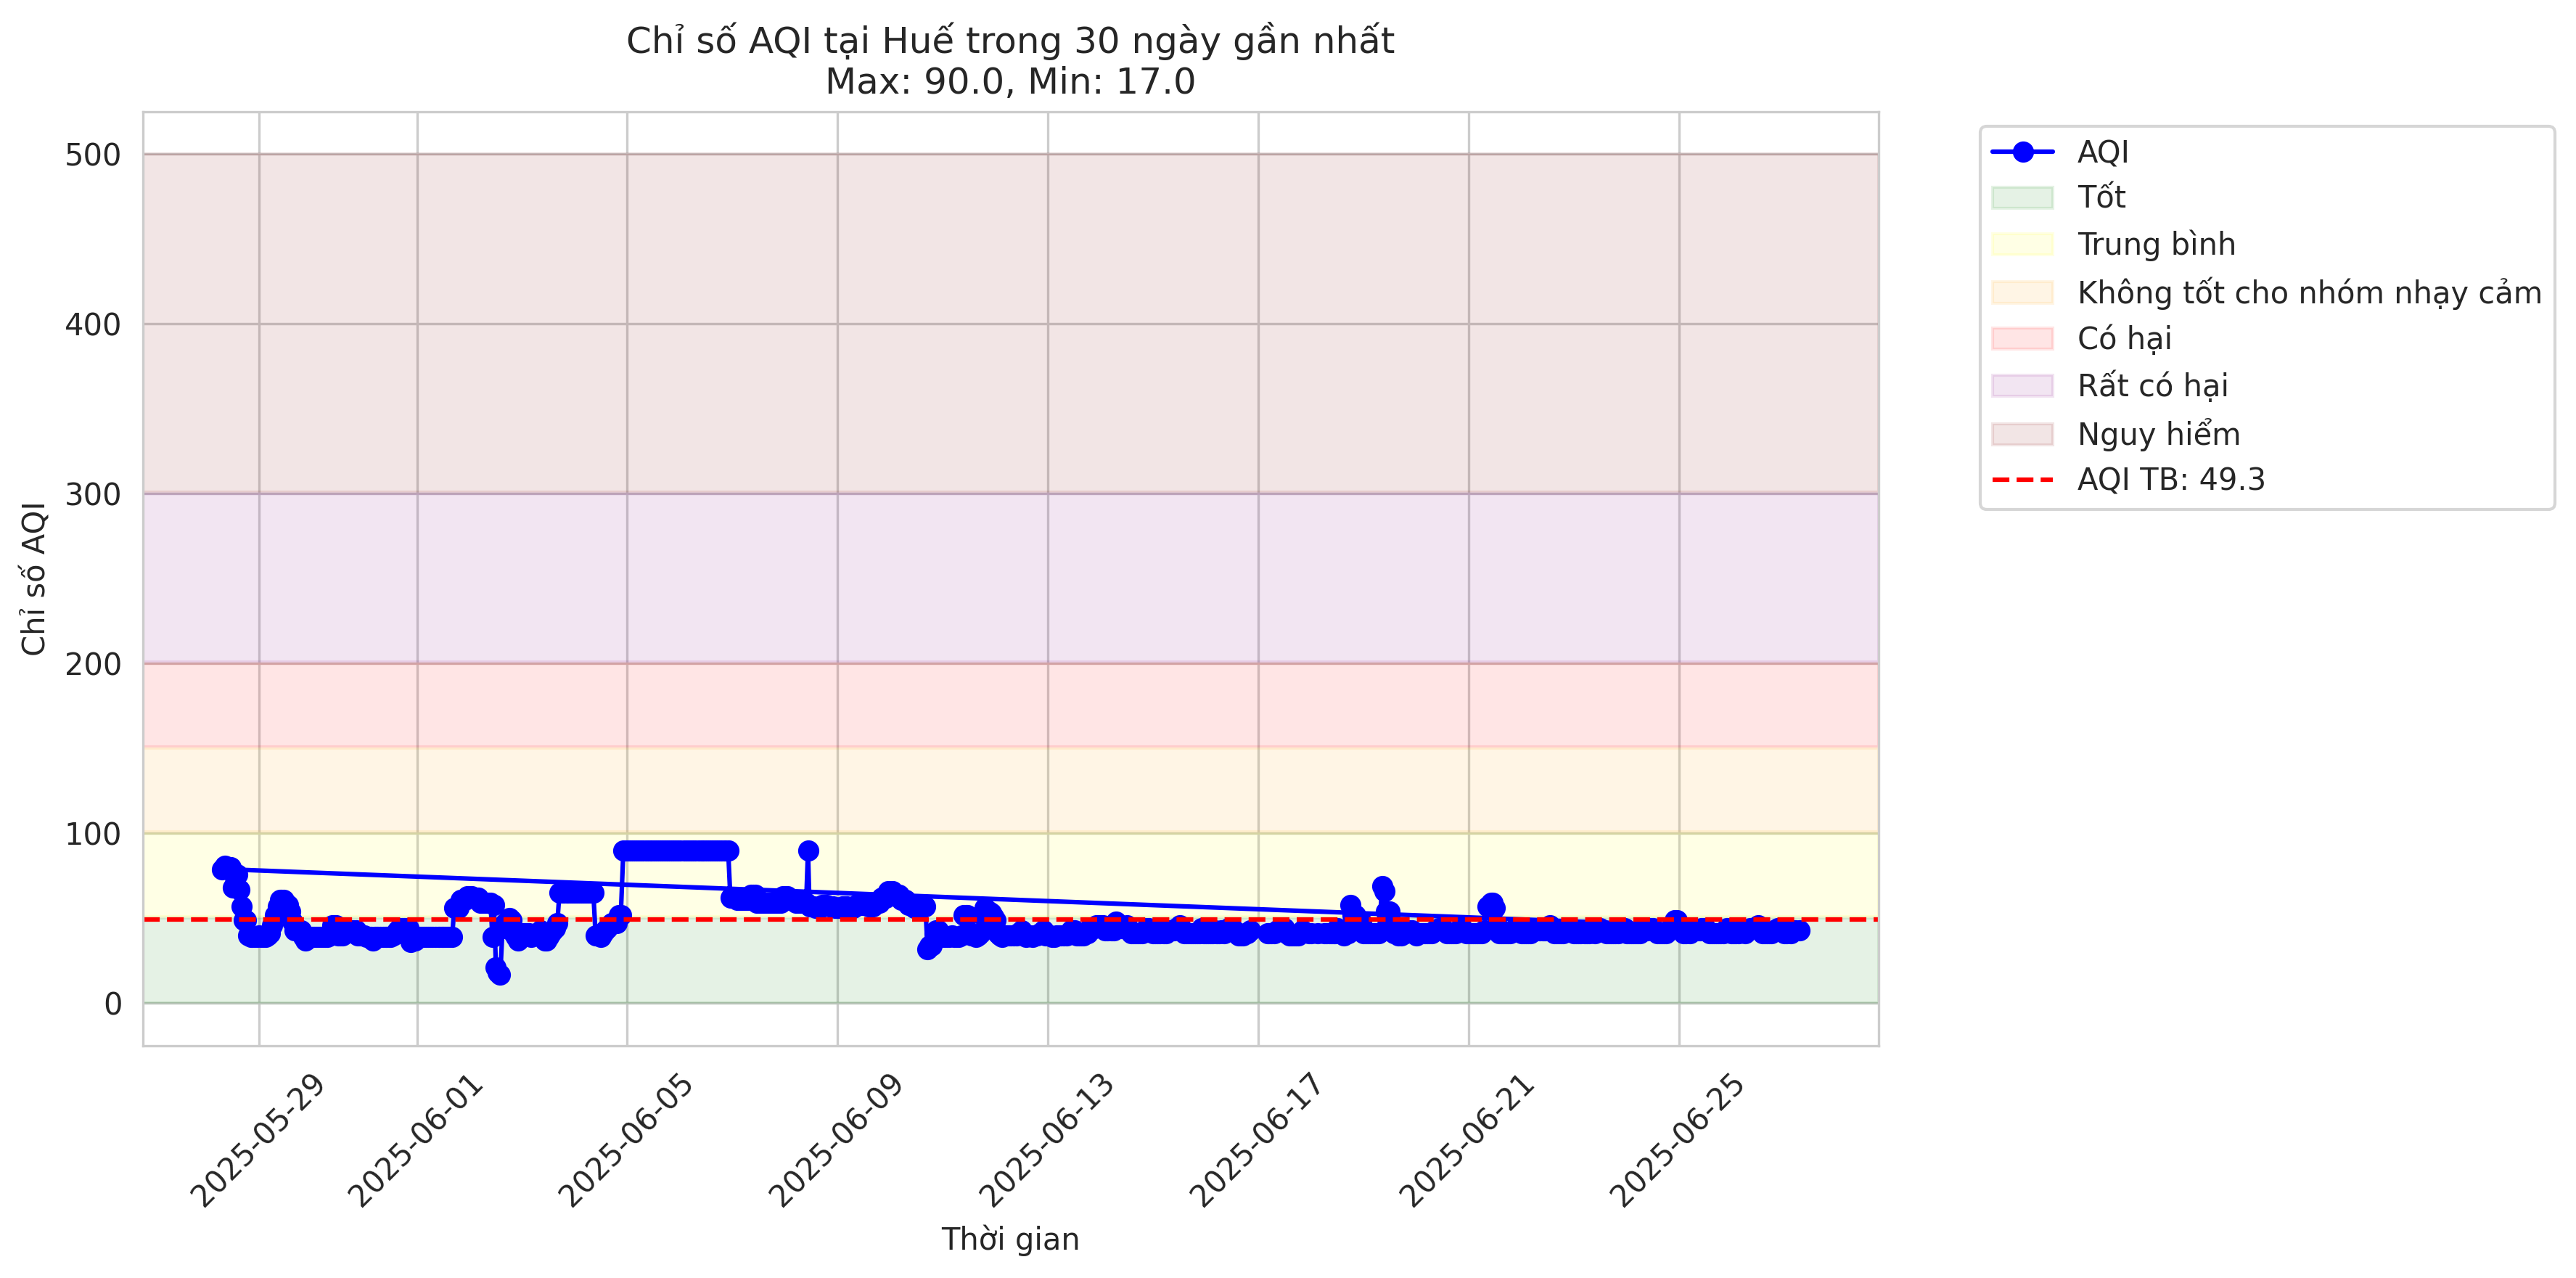 Chỉ số AQI tại Huế trong 30 ngày gần nhất
Max: 90.0, Min: 17.0
Chỉ số AQI
500
400
300
200
100
0
2025-05-29
2025-06-01
2025-06-05
2025-06-09
2025-06-13
2025-06-17
2025-06-21
2025-06-25
Thời gian
AQI
Tốt
Trung bình
Không tốt cho nhóm nhạy cảm
Có hại
Rất có hại
Nguy hiểm
AQI TB: 49.3